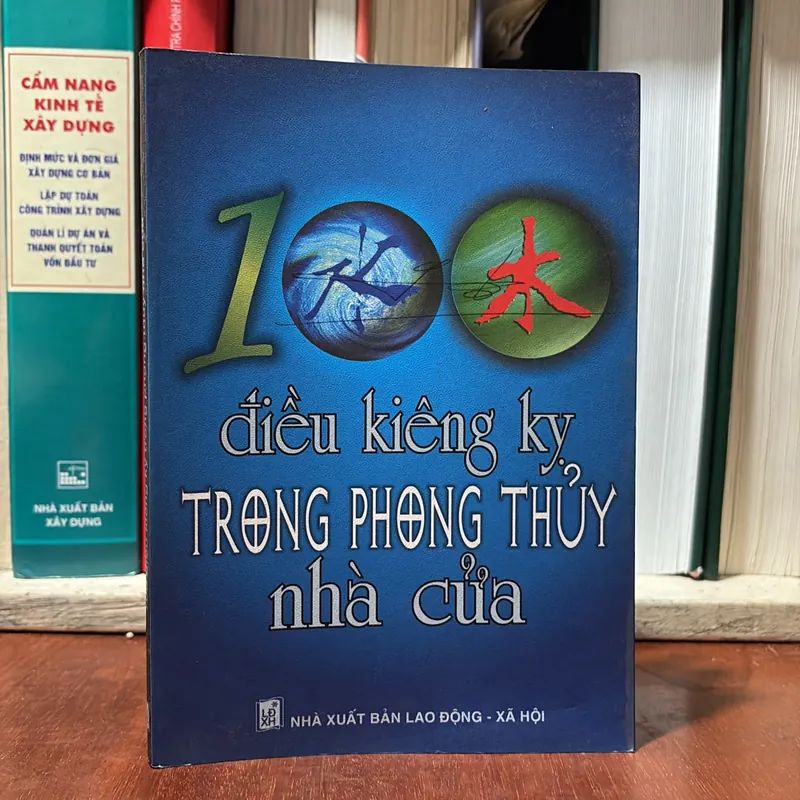 CẨM NANG
KINH TẾ
XÂY DỰNG
ĐỊNH MỨC VÀ ĐƠN GIÁ
XÂY DỰNG CƠ BẢN
LẬP DỰ TOÁN
CÔNG TRÌNH XÂY DỰNG
QUẢN LÍ DỰ ÁN VÀ
THANH QUYẾT TOÁN
VỐN ĐẦU TƯ
NHÀ XUẤT BẢN
XÂY DỰNG
100
水
木
điều kiêng kỵ
TRONG PHONG THỦY
nhà cửa
LĐ
XH
NHÀ XUẤT BẢN LAO ĐỘNG - XÃ HỘI